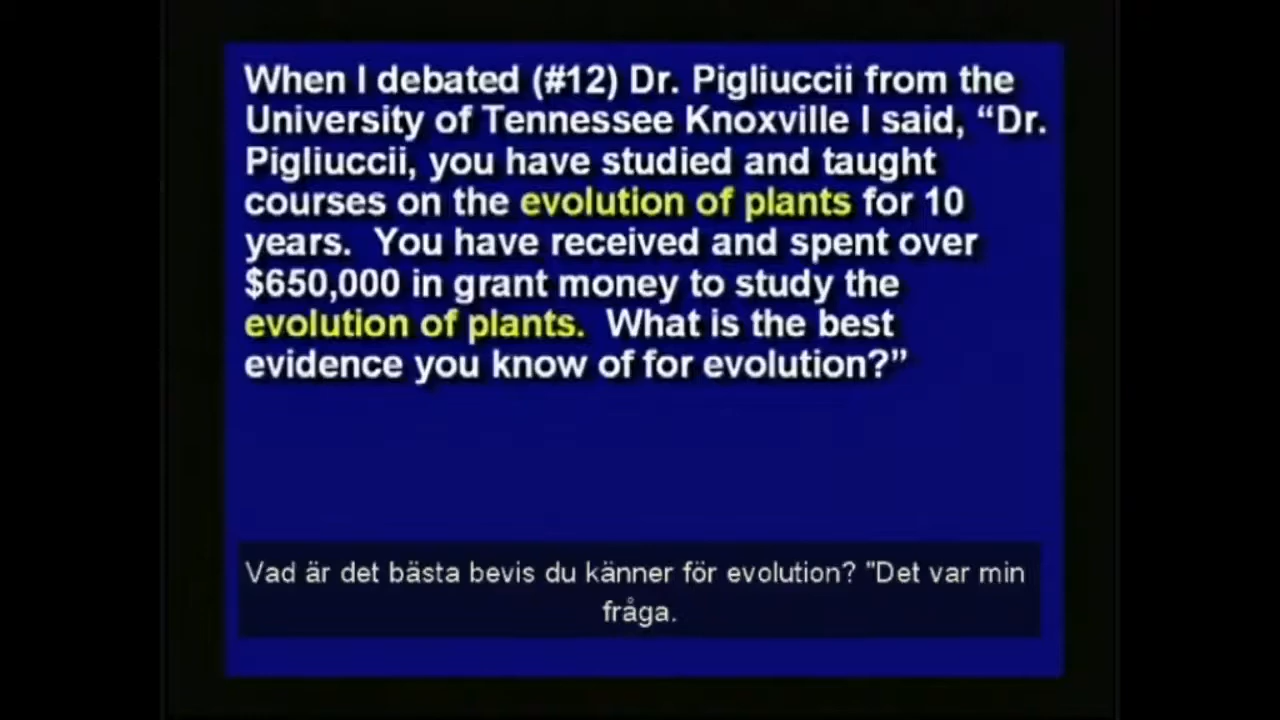 When I debated (#12) Dr. Pigliuccii from the
University of Tennessee Knoxville I said, “Dr.
Pigliuccii, you have studied and taught
courses on the evolution of plants for 10
years.  You have received and spent over
$650,000 in grant money to study the
evolution of plants.  What is the best
evidence you know of for evolution?”
Vad är det bästa bevis du känner för evolution? "Det var min
fråga.